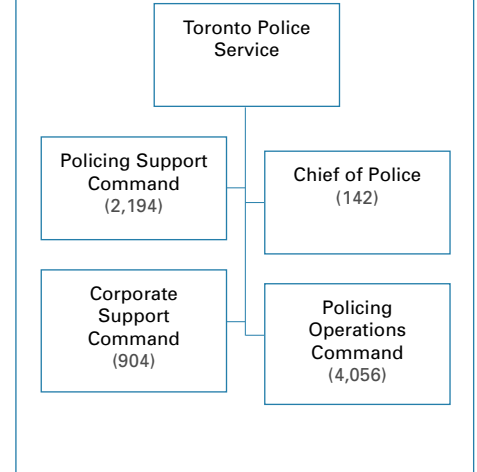 Toronto Police
Service
Policing Support
Command
(2,194)
Chief of Police
(142)
Corporate
Support
Command
(904)
Policing
Operations
Command
(4,056)